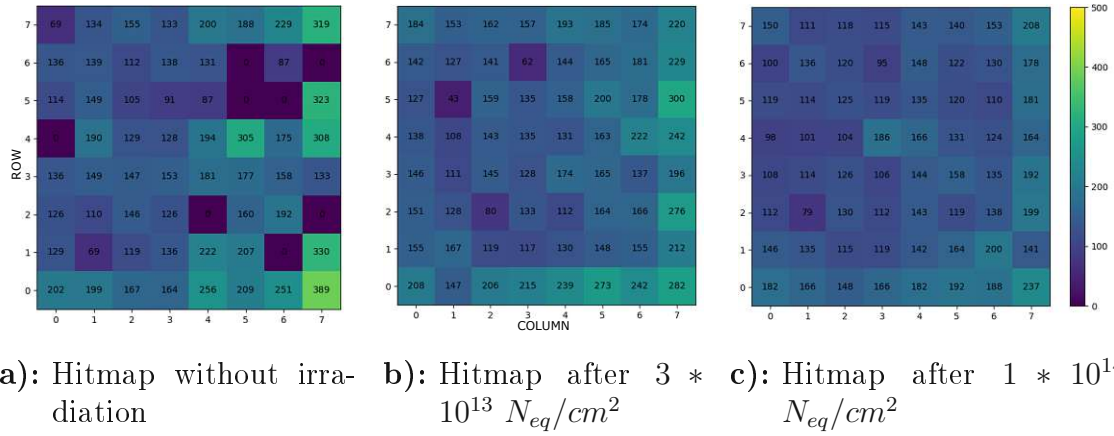 7 69 134 155 133 200 188 229 319 7 184 153 162 157 193 185 174 220 7 150 111 118 115 143 140 153 208 500
6 136 139 112 138 131 0 87 0 6 142 127 141 62 144 165 181 229 6 100 136 120 95 148 122 130 178
5 114 149 105 91 87 0 0 323 5 127 43 159 135 158 200 178 300 5 119 114 125 119 135 120 110 181 400
4 0 190 129 128 194 305 175 308 4 138 108 143 135 131 163 222 242 4 98 101 104 186 166 131 124 164 300
ROW
3 136 149 147 153 181 177 158 133 3 146 111 145 128 174 165 137 196 3 108 114 126 106 144 158 135 192
2 126 110 146 126 0 160 192 0 2 151 128 80 133 112 164 166 276 2 112 79 130 112 143 119 138 199 200
1 129 69 119 136 222 207 0 330 1 155 167 119 117 130 148 155 212 1 146 135 115 119 142 164 200 141 100
0 202 199 167 164 256 209 251 389 0 208 147 206 215 239 273 242 282 0 182 166 148 166 182 192 188 237 0
0 1 2 3 4 5 6 7 0 1 2 3 4 5 6 7 0 1 2 3 4 5 6 7
COLUMN
a): Hitmap without irra- b): Hitmap after 3 * c): Hitmap after 1 *
diation 10¹³ N_eq/cm² N_eq/cm²